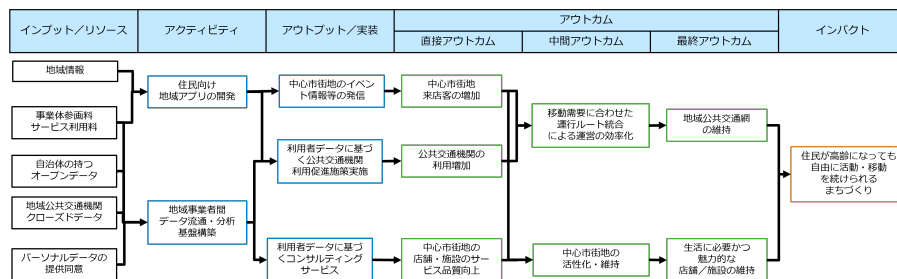 インプット／リソース
アクティビティ
アウトプット／実装
アウトカム
直接アウトカム
中間アウトカム
最終アウトカム
インパクト
地域情報
事業体参画料
サービス利用料
自治体の持つ
オープンデータ
地域公共交通機関
クローズドデータ
パーソナルデータの
提供同意
住民向け
地域アプリの開発
地域事業者間
データ流通・分析
基盤構築
中心市街地のイベン
ト情報等の発信
利用者データに基づ
く公共交通機関
利用促進施策実施
利用者データに基づ
くコンサルティング
サービス
中心市街地
来店客の増加
公共交通機関の
利用増加
中心市街地の
店舗・施設のサー
ビス品質向上
移動需要に合わせた
運行ルート統合
による運営の効率化
中心市街地の
活性化・維持
地域公共交通網
の維持
生活に必要かつ
魅力的な
店舗／施設の維持
住民が高齢になっても
自由に活動・移動
を続けられる
まちづくり